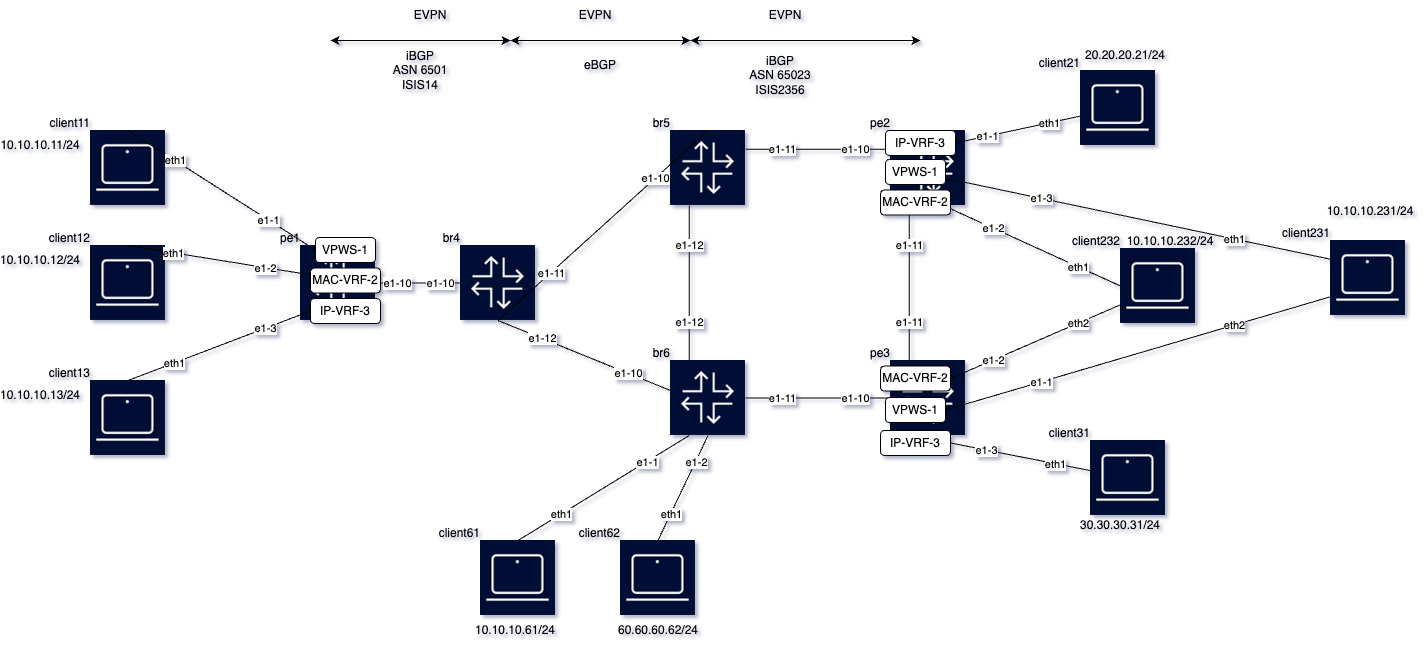 EVPN
EVPN
EVPN
iBGP
ASN 6501
ISIS14
eBGP
iBGP
ASN 65023
ISIS2356
20.20.20.21/24
client21
eth1
e1-1
client11
10.10.10.11/24
eth1
e1-1
client12
10.10.10.12/24
eth1
e1-2
client13
10.10.10.13/24
eth1
e1-3
pe1
VPWS-1
MAC-VRF-2
IP-VRF-3
e1-10
e1-10
br4
e1-11
e1-10
e1-12
e1-10
br5
e1-11
e1-10
e1-12
e1-12
br6
e1-11
e1-10
pe2
IP-VRF-3
VPWS-1
MAC-VRF-2
e1-3
e1-2
e1-11
e1-11
10.10.10.231/24
client231
eth1
eth2
client232
10.10.10.232/24
eth1
eth2
pe3
MAC-VRF-2
VPWS-1
IP-VRF-3
e1-2
e1-1
e1-3
client31
eth1
30.30.30.31/24
e1-1
e1-2
eth1
eth1
client61
client62
10.10.10.61/24
60.60.60.62/24